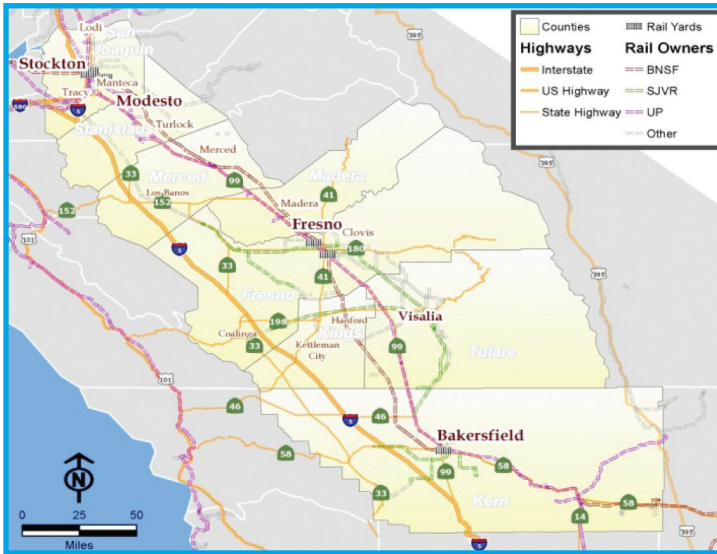 Counties
Highways
Interstate
US Highway
State Highway
Rail Yards
Rail Owners
BNSF
SJVR
UP
Other
395
Lodi
San
Joaquin
Stockton
Manteca
Tracy
Modesto
580
5
Stanislaus
Turlock
Merced
33
Merced
99
Madera
Los Banos
152
41
152
Madera
Fresno
Clovis
101
5
180
33
41
395
Fresno
198
Hanford
Kings
Visalia
Coalinga
33
Kettleman
City
99
Tulare
101
46
5
46
58
Bakersfield
99
58
33
Kern
58
14
N
0 25 50
Miles
5
395